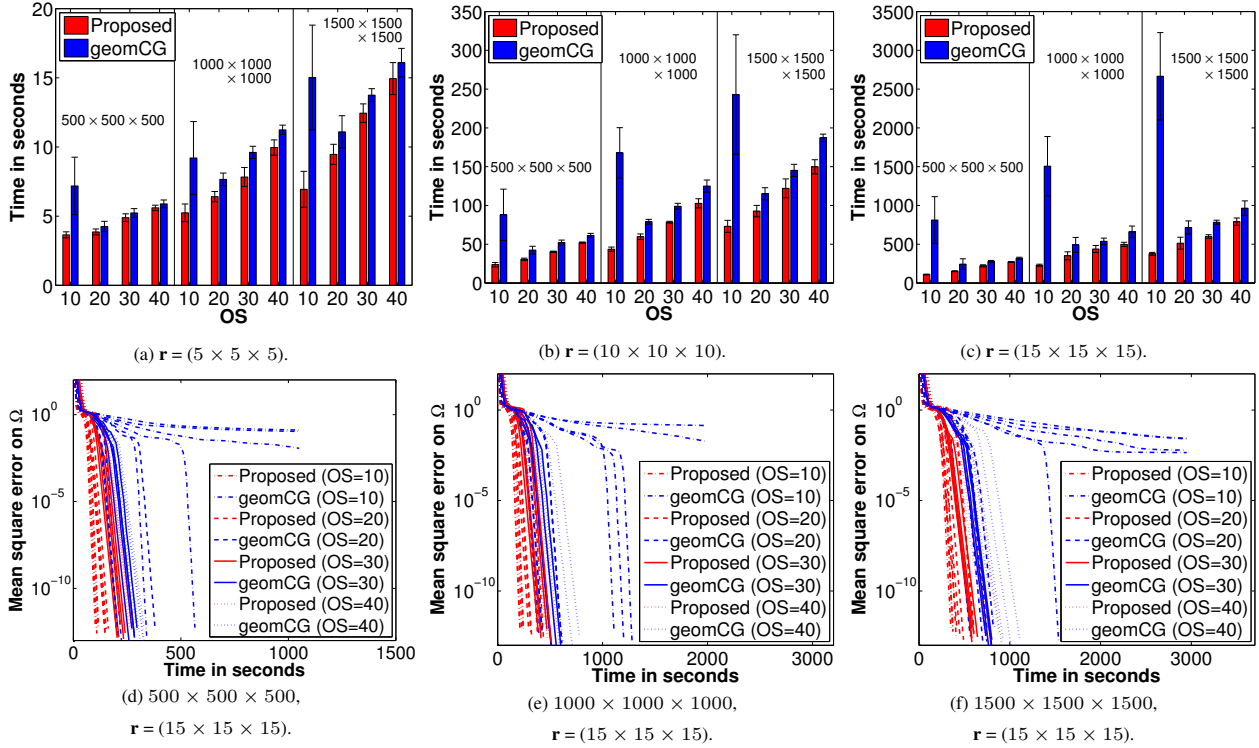 20
15
10
5
0
Time in seconds
Proposed
geomCG
500 × 500 × 500
1000 × 1000
× 1000
1500 × 1500
× 1500
10 20 30 40 10 20 30 40 10 20 30 40
OS
(a) r = (5 × 5 × 5).
350
300
250
200
150
100
50
0
Time in seconds
Proposed
geomCG
500 × 500 × 500
1000 × 1000
× 1000
1500 × 1500
× 1500
10 20 30 40 10 20 30 40 10 20 30 40
OS
(b) r = (10 × 10 × 10).
3500
3000
2500
2000
1500
1000
500
0
Time in seconds
Proposed
geomCG
500 × 500 × 500
1000 × 1000
× 1000
1500 × 1500
× 1500
10 20 30 40 10 20 30 40 10 20 30 40
OS
(c) r = (15 × 15 × 15).
Mean square error on Ω
10^0
10^-5
10^-10
Proposed (OS=10)
geomCG (OS=10)
Proposed (OS=20)
geomCG (OS=20)
Proposed (OS=30)
geomCG (OS=30)
Proposed (OS=40)
geomCG (OS=40)
0 500 1000 1500
Time in seconds
(d) 500 × 500 × 500,
r = (15 × 15 × 15).
Mean square error on Ω
10^0
10^-5
10^-10
Proposed (OS=10)
geomCG (OS=10)
Proposed (OS=20)
geomCG (OS=20)
Proposed (OS=30)
geomCG (OS=30)
Proposed (OS=40)
geomCG (OS=40)
0 1000 2000 3000
Time in seconds
(e) 1000 × 1000 × 1000,
r = (15 × 15 × 15).
Mean square error on Ω
10^0
10^-5
10^-10
Proposed (OS=10)
geomCG (OS=10)
Proposed (OS=20)
geomCG (OS=20)
Proposed (OS=30)
geomCG (OS=30)
Proposed (OS=40)
geomCG (OS=40)
0 1000 2000 3000
Time in seconds
(f) 1500 × 1500 × 1500,
r = (15 × 15 × 15).